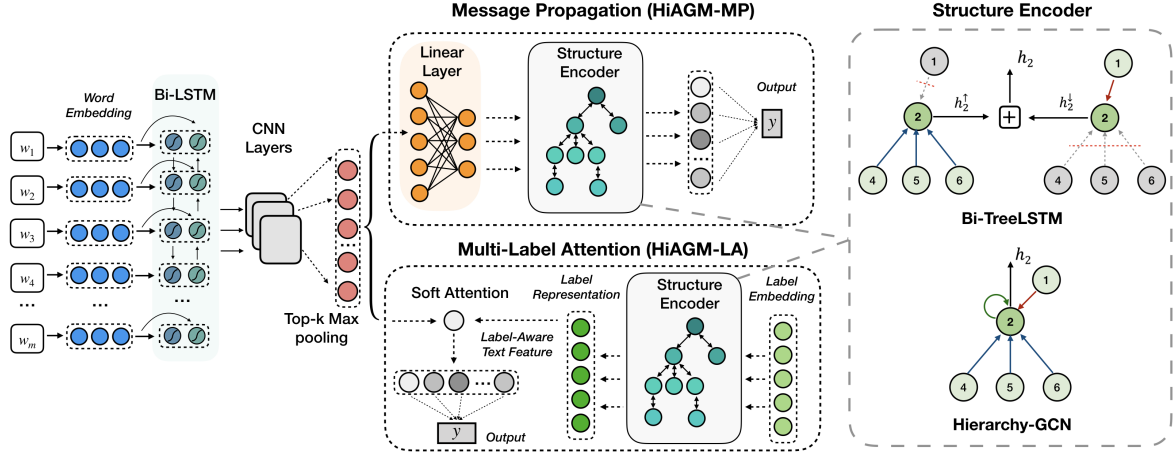 Message Propagation (HiAGM-MP)
Structure Encoder
Word
Embedding
Bi-LSTM
CNN
Layers
w1
w2
w3
w4
...
...
...
wm
Top-k Max
pooling
Linear
Layer
Structure
Encoder
Output
y
Multi-Label Attention (HiAGM-LA)
Soft Attention
Label-Aware
Text Feature
Label
Representation
Structure
Encoder
Label
Embedding
y
Output
1
h2
1
2
h2↑
+
h2↓
2
4
5
6
4
5
6
Bi-TreeLSTM
h2
1
2
4
5
6
Hierarchy-GCN